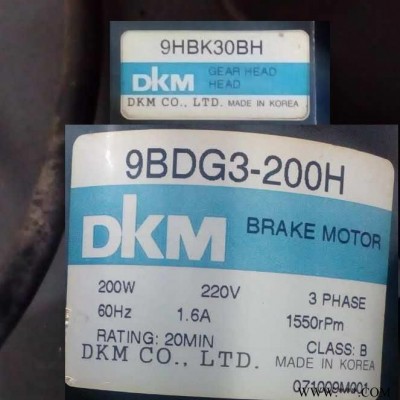 9HBK30BH
DKM GEAR HEAD
HEAD
DKM CO., LTD. MADE IN KOREA
9BDG3-200H
DKM BRAKE MOTOR
200W 220V 3 PHASE
60Hz 1.6A 1550rPm
RATING: 20MIN CLASS: B
DKM CO., LTD. MADE IN KOREA
071009M001